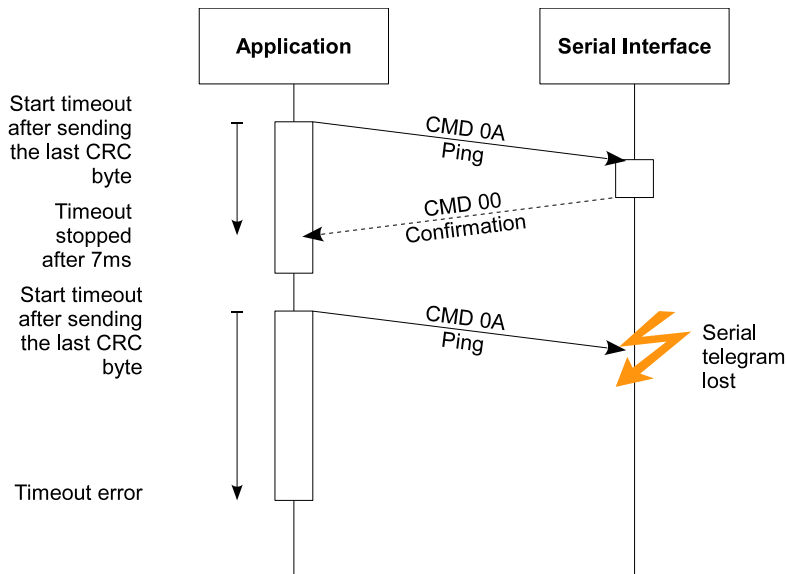 Application
Serial Interface
Start timeout
after sending
the last CRC
byte
CMD 0A
Ping
Timeout
stopped
after 7ms
CMD 00
Confirmation
Start timeout
after sending
the last CRC
byte
CMD 0A
Ping
Serial
telegram
lost
Timeout error